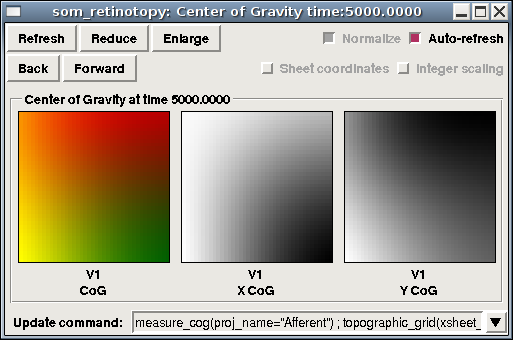 som_retinotopy: Center of Gravity time:5000.0000
Refresh Reduce Enlarge Normalize Auto-refresh
Back Forward Sheet coordinates Integer scaling
Center of Gravity at time 5000.0000
V1 V1 V1
CoG X CoG Y CoG
Update command: measure_cog(proj_name="Afferent") ; topographic_grid(xsheet_